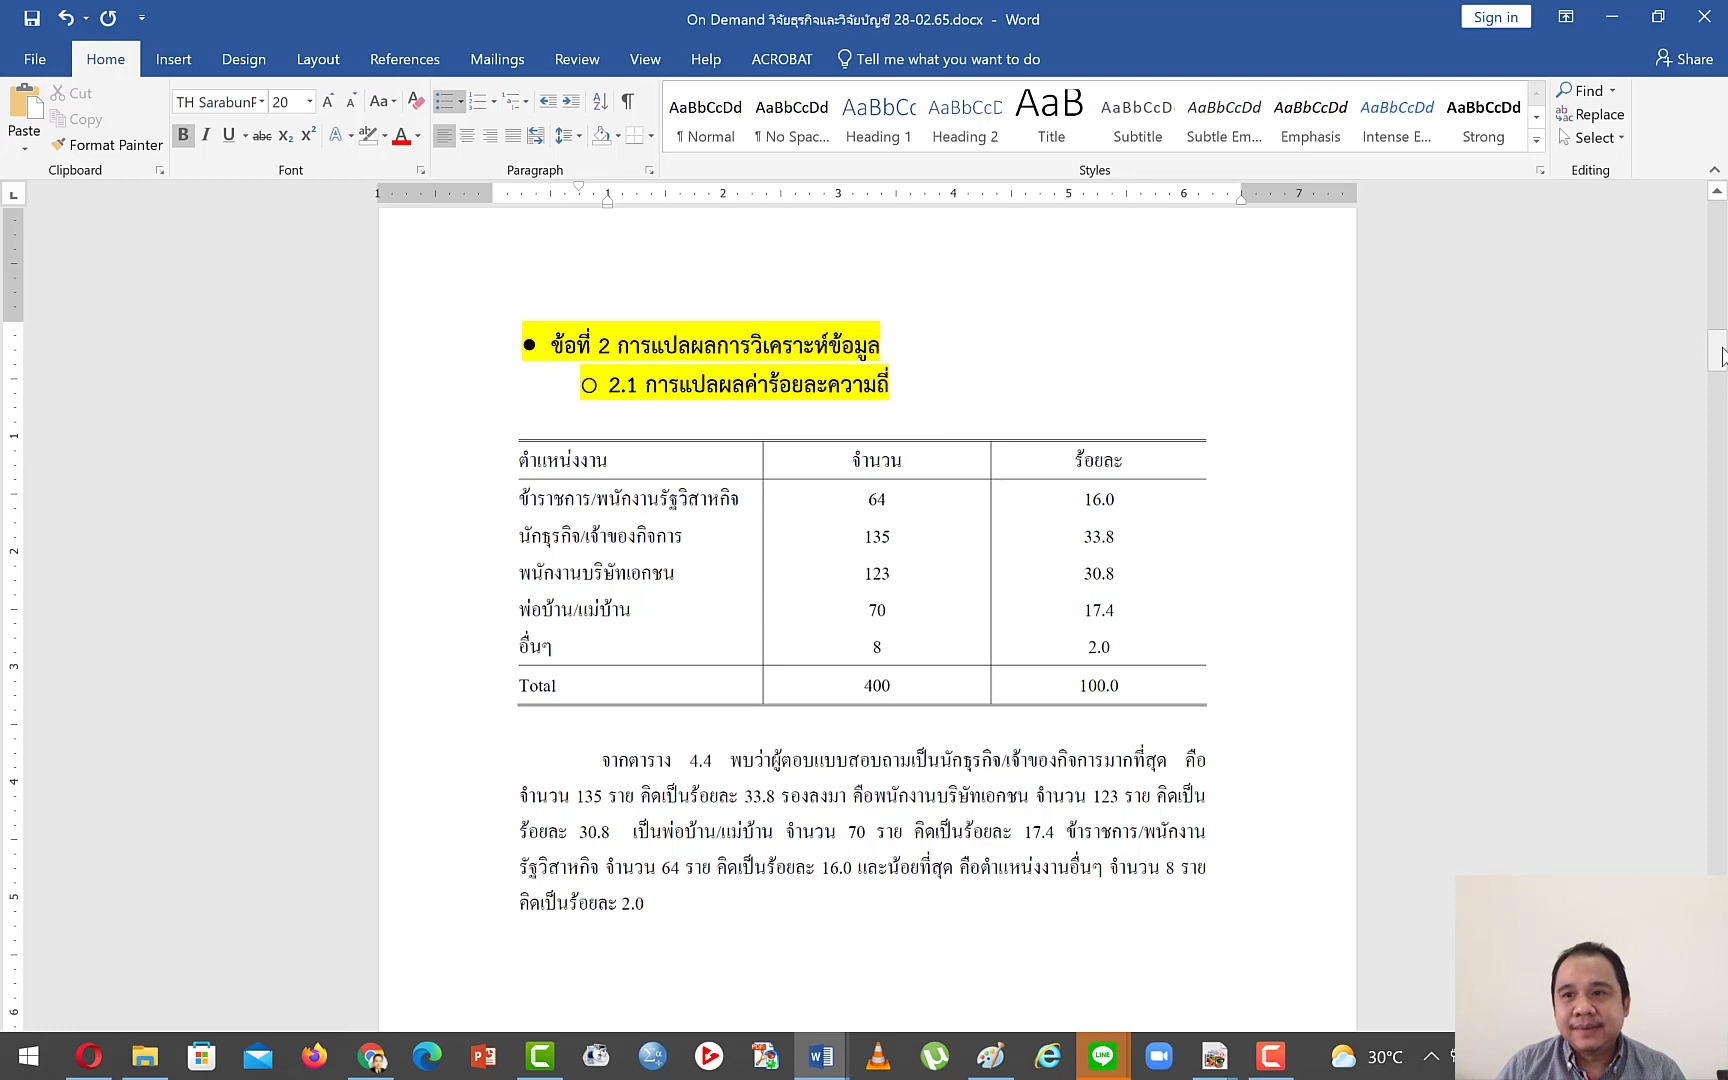 On Demand วิจัยธุรกิจและวิจัยบัญชี 28-02.65.docx - Word
Sign in
File Home Insert Design Layout References Mailings Review View Help ACROBAT Tell me what you want to do Share
Paste
Cut
Copy
Format Painter
Clipboard
TH SarabunP 20
Aa
B I U abc X₂ X² A A
Font
Paragraph
AaBbCcDd AaBbCcDd AaBbCc AaBbCcD AaB AaBbCcD AaBbCcDd AaBbCcDd AaBbCcDd AaBbCcDd
¶ Normal ¶ No Spac... Heading 1 Heading 2 Title Subtitle Subtle Em... Emphasis Intense E... Strong
Styles
Find
Replace
Select
Editing
1 1 2 3 4 5 6 7
● ข้อที่ 2 การแปลผลการวิเคราะห์ข้อมูล
○ 2.1 การแปลผลค่าร้อยละความถี่
ตำแหน่งงาน จำนวน ร้อยละ
ข้าราชการ/พนักงานรัฐวิสาหกิจ 64 16.0
นักธุรกิจ/เจ้าของกิจการ 135 33.8
พนักงานบริษัทเอกชน 123 30.8
พ่อบ้าน/แม่บ้าน 70 17.4
อื่นๆ 8 2.0
Total 400 100.0
จากตาราง 4.4 พบว่าผู้ตอบแบบสอบถามเป็นนักธุรกิจ/เจ้าของกิจการมากที่สุด คือ
จำนวน 135 ราย คิดเป็นร้อยละ 33.8 รองลงมา คือพนักงานบริษัทเอกชน จำนวน 123 ราย คิดเป็น
ร้อยละ 30.8 เป็นพ่อบ้าน/แม่บ้าน จำนวน 70 ราย คิดเป็นร้อยละ 17.4 ข้าราชการ/พนักงาน
รัฐวิสาหกิจ จำนวน 64 ราย คิดเป็นร้อยละ 16.0 และน้อยที่สุด คือตำแหน่งงานอื่นๆ จำนวน 8 ราย
คิดเป็นร้อยละ 2.0
1
2
3
4
5
6
LINE
30°C